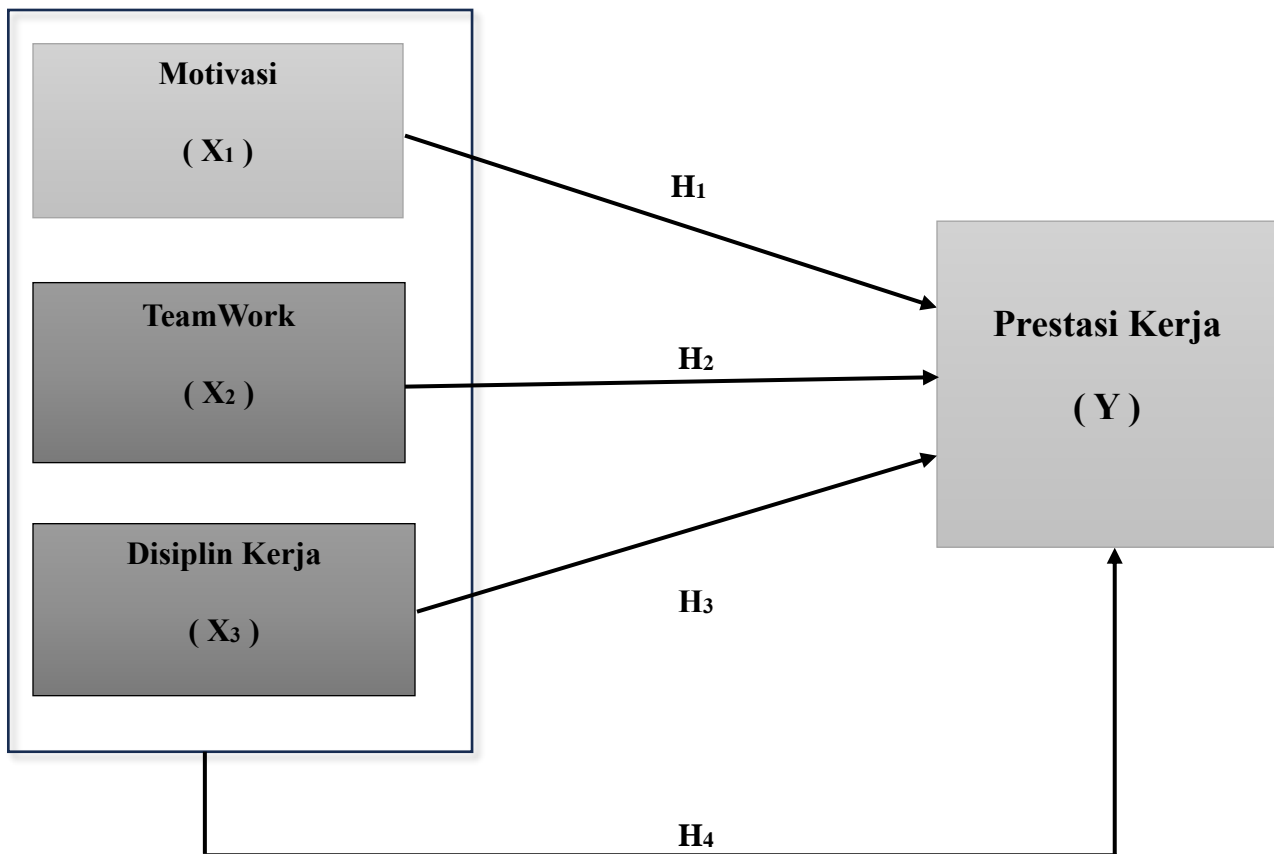 Motivasi
( X₁ )
H₁
TeamWork
( X₂ )
H₂
Prestasi Kerja
( Y )
Disiplin Kerja
( X₃ )
H₃
H₄